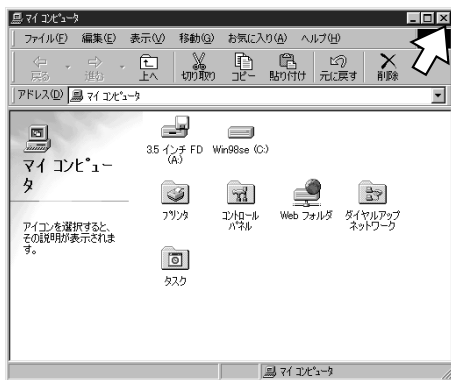 マイ コンピュータ
ファイル(F) 編集(E) 表示(V) 移動(G) お気に入り(A) ヘルプ(H)
戻る 進む 上へ 切り取り コピー 貼り付け 元に戻す 削除
アドレス(D) マイ コンピュータ
マイ コンピュー
タ
アイコンを選択すると、
その説明が表示されま
す。
3.5 インチ FD
(A:)
Win98se (C:)
プリンタ
コントロール
パネル
Web フォルダ
ダイヤルアップ
ネットワーク
タスク
マイ コンピュータ